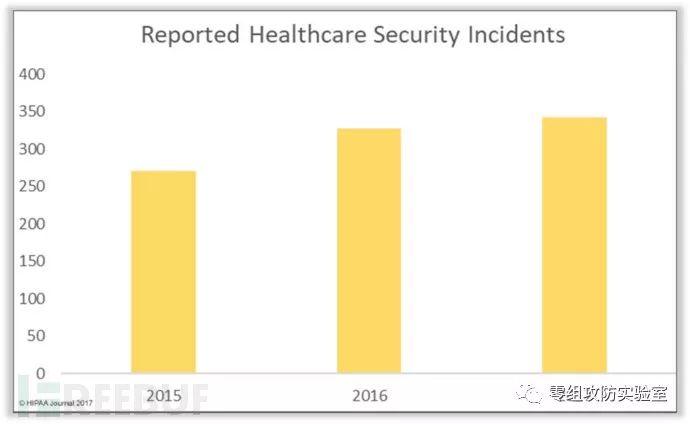 Reported Healthcare Security Incidents
400
350
300
250
200
150
100
50
0
2015
2016
© HIPAA Journal 2017
FREEBUF
零组攻防实验室